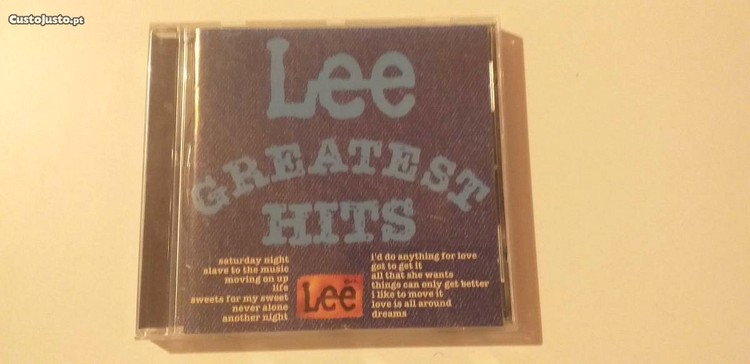 CustoJusto.pt
Lee
GREATEST
HITS
saturday night
slave to the music
moving on up
life
sweets for my sweet
never alone
another night
Lee
i'd do anything for love
got to get it
all that she wants
things can only get better
i like to move it
love is all around
dreams